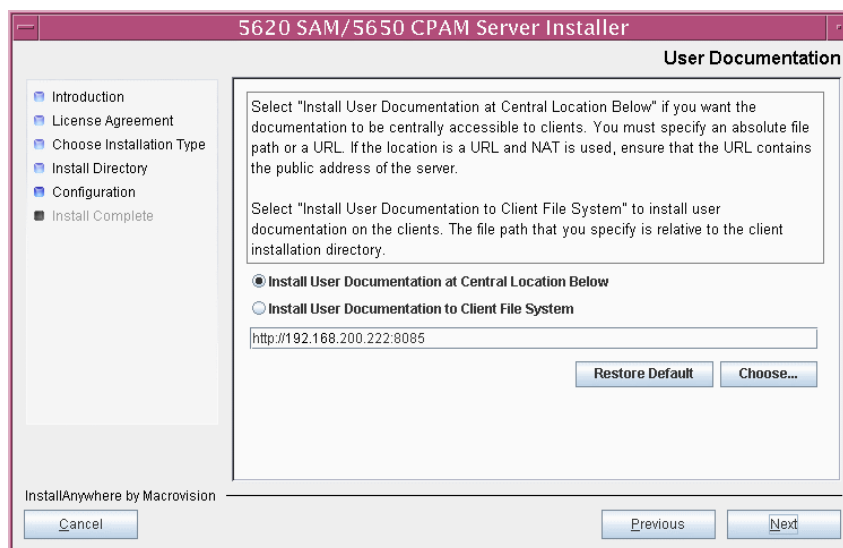 5620 SAM/5650 CPAM Server Installer
User Documentation
Introduction
License Agreement
Choose Installation Type
Install Directory
Configuration
Install Complete
Select "Install User Documentation at Central Location Below" if you want the
documentation to be centrally accessible to clients. You must specify an absolute file
path or a URL. If the location is a URL and NAT is used, ensure that the URL contains
the public address of the server.
Select "Install User Documentation to Client File System" to install user
documentation on the clients. The file path that you specify is relative to the client
installation directory.
Install User Documentation at Central Location Below
Install User Documentation to Client File System
http://192.168.200.222:8085
Restore Default
Choose...
InstallAnywhere by Macrovision
Cancel
Previous
Next